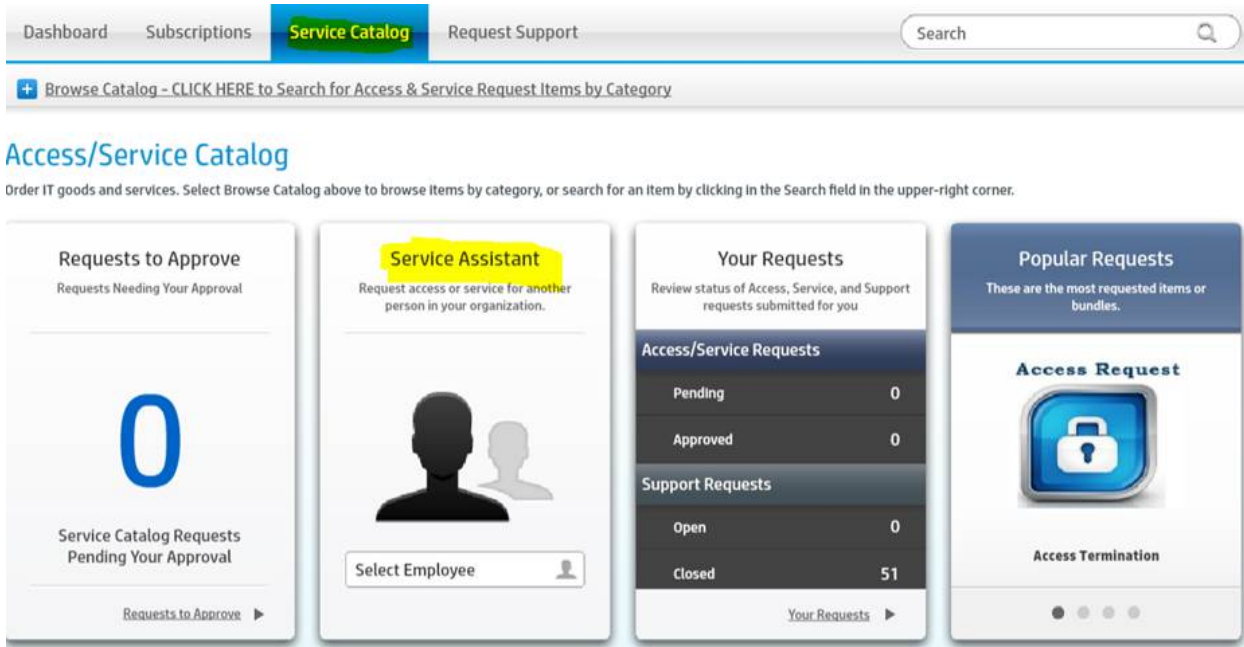 Dashboard Subscriptions Service Catalog Request Support Search
Browse Catalog - CLICK HERE to Search for Access & Service Request Items by Category
Access/Service Catalog
Order IT goods and services. Select Browse Catalog above to browse items by category, or search for an item by clicking in the Search field in the upper-right corner.
Requests to Approve
Requests Needing Your Approval
0
Service Catalog Requests
Pending Your Approval
Requests to Approve
Service Assistant
Request access or service for another
person in your organization.
Select Employee
Your Requests
Review status of Access, Service, and Support
requests submitted for you
Access/Service Requests
Pending 0
Approved 0
Support Requests
Open 0
Closed 51
Your Requests
Popular Requests
These are the most requested items or
bundles.
Access Request
Access Termination